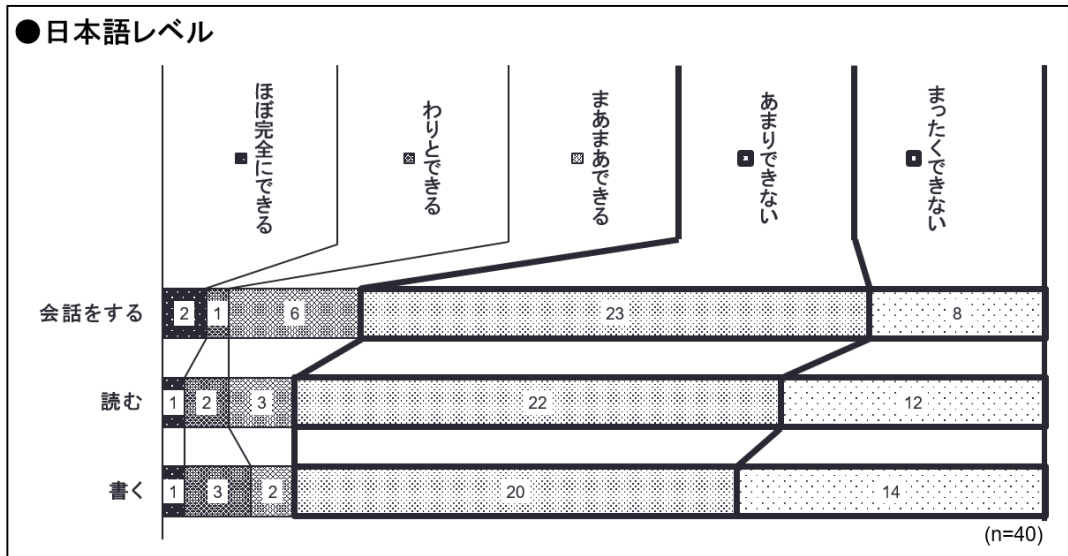 ●日本語レベル
ほぼ完全にできる
わりとできる
まあまあできる
あまりできない
まったくできない
会話をする 2 1 6 23 8
読む 1 2 3 22 12
書く 1 3 2 20 14
(n=40)